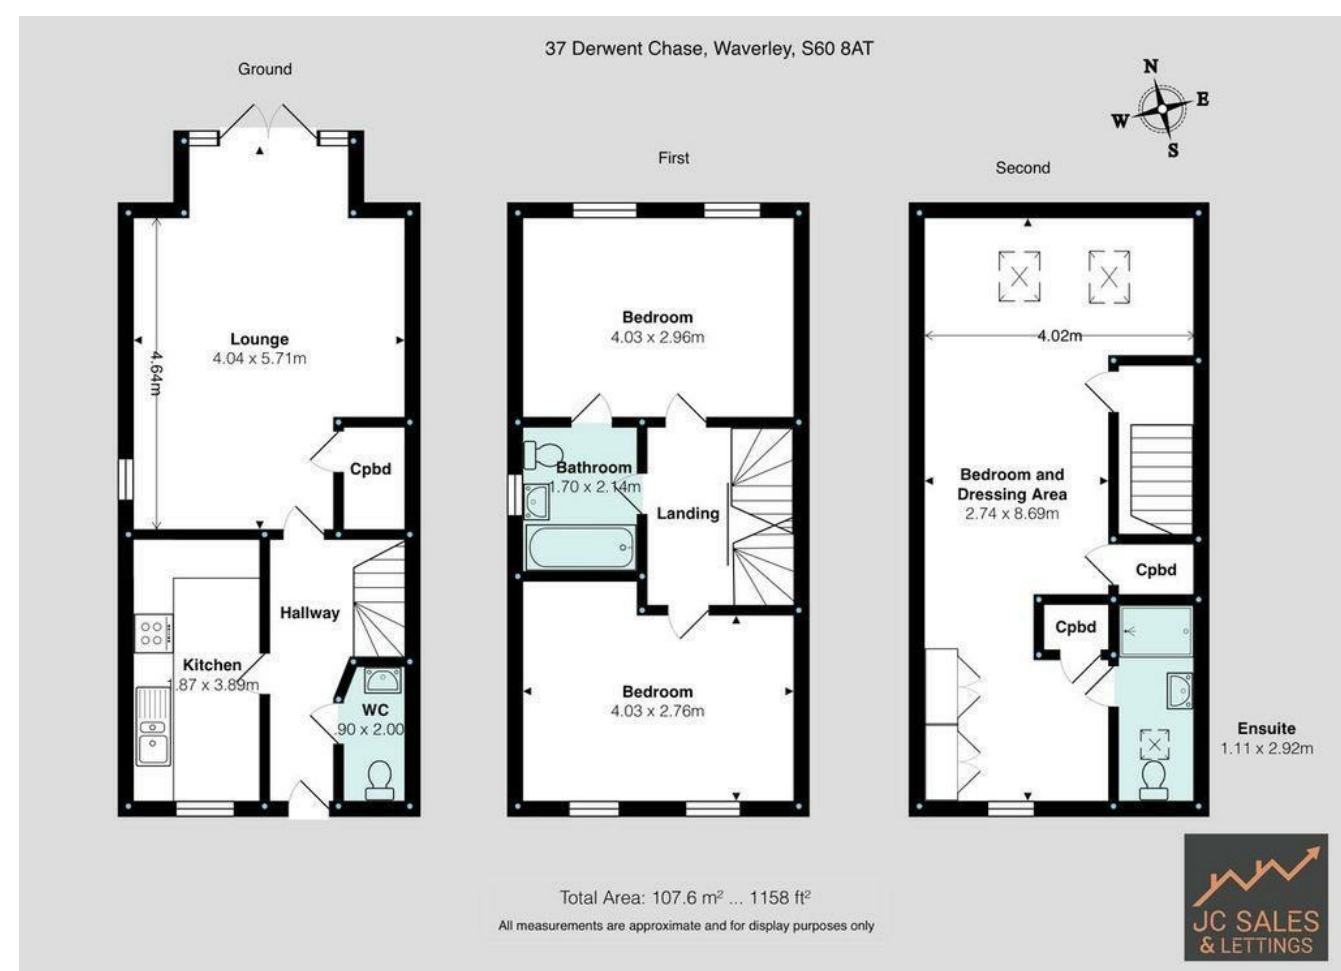 37 Derwent Chase, Waverley, S60 8AT
N
E
W
S
Ground
Lounge
4.04 x 5.71m
4.64m
Cpbd
Hallway
Kitchen
1.87 x 3.89m
WC
.90 x 2.00
First
Bedroom
4.03 x 2.96m
Bathroom
1.70 x 2.14m
Landing
Bedroom
4.03 x 2.76m
Second
4.02m
Bedroom and
Dressing Area
2.74 x 8.69m
Cpbd
Cpbd
Ensuite
1.11 x 2.92m
Total Area: 107.6 m² ... 1158 ft²
All measurements are approximate and for display purposes only
JC SALES
& LETTINGS